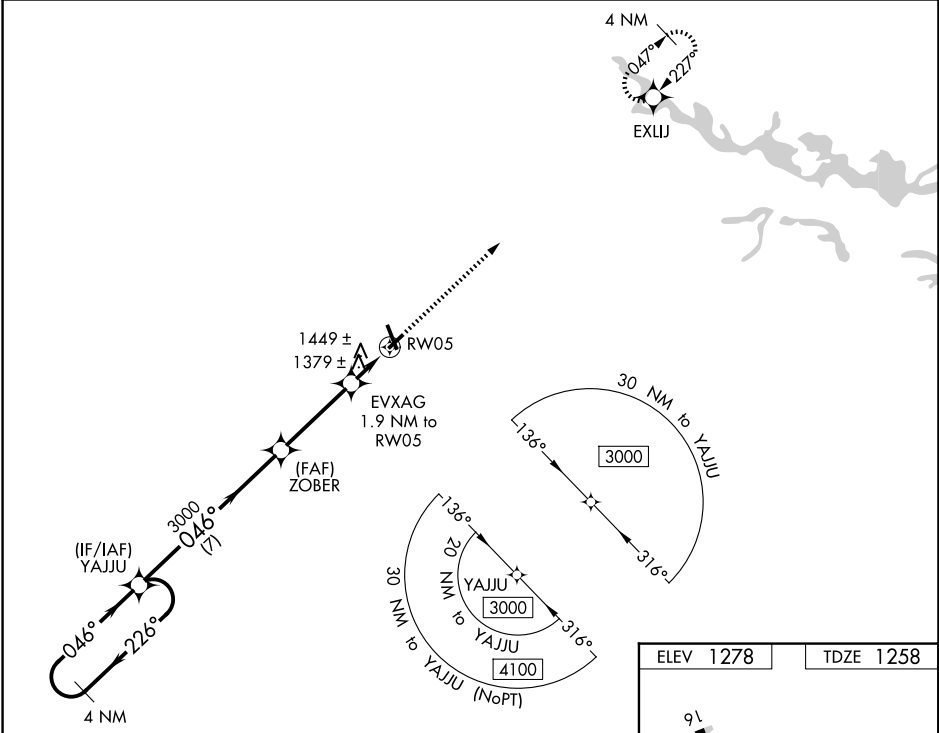 4 NM
047°
227°
EXLIJ
1449 ±
1379 ±
RW05
EVXAG
1.9 NM to
RW05
(FAF)
ZOBER
3000
046°
(7)
(IF/IAF)
YAJJU
046°
226°
4 NM
30 NM to YAJJU
136°
3000
316°
136°
20 NM to YAJJU
YAJJU
3000
316°
30 NM to YAJJU (NoPT)
4100
ELEV 1278
TDZE 1258
16